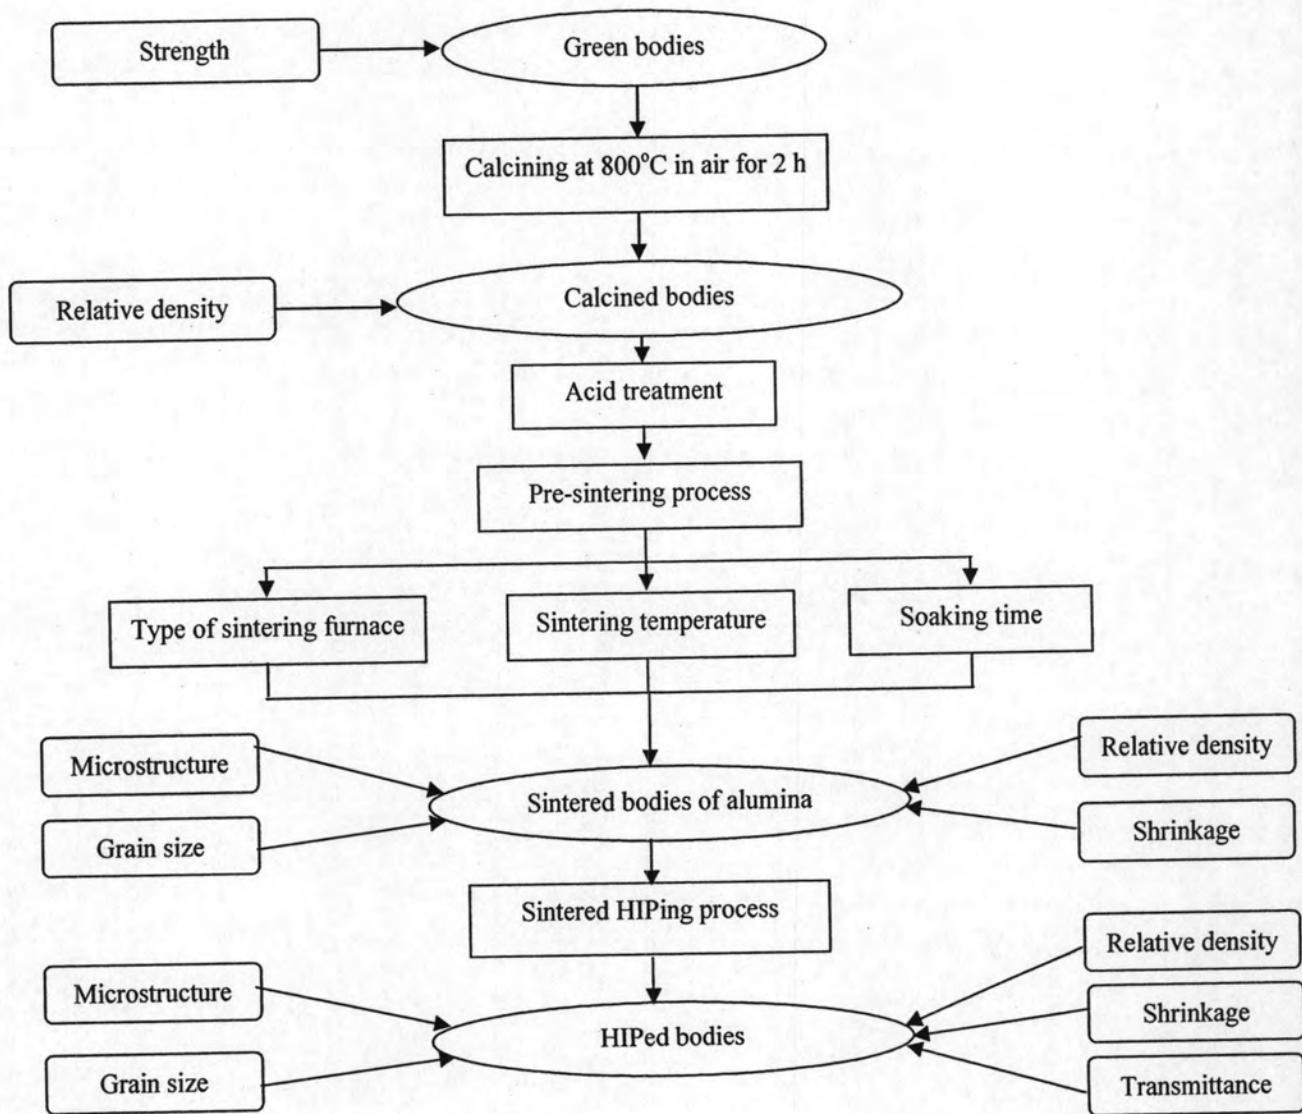 Strength
Green bodies
Calcining at 800°C in air for 2 h
Relative density
Calcined bodies
Acid treatment
Pre-sintering process
Type of sintering furnace
Sintering temperature
Soaking time
Microstructure
Relative density
Sintered bodies of alumina
Grain size
Shrinkage
Sintered HIPing process
Relative density
Microstructure
Shrinkage
HIPed bodies
Grain size
Transmittance